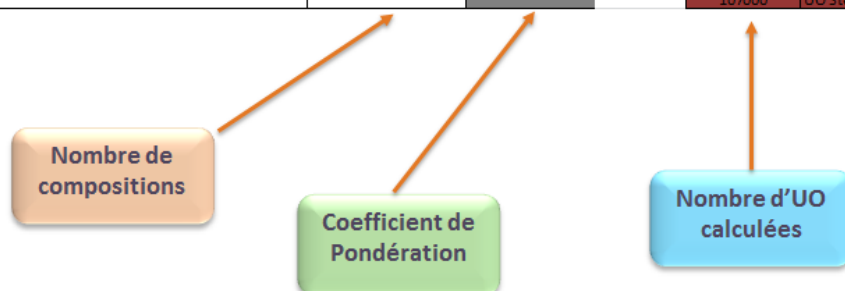 Nombre de
compositions
Coefficient de
Pondération
Nombre d'UO
calculées